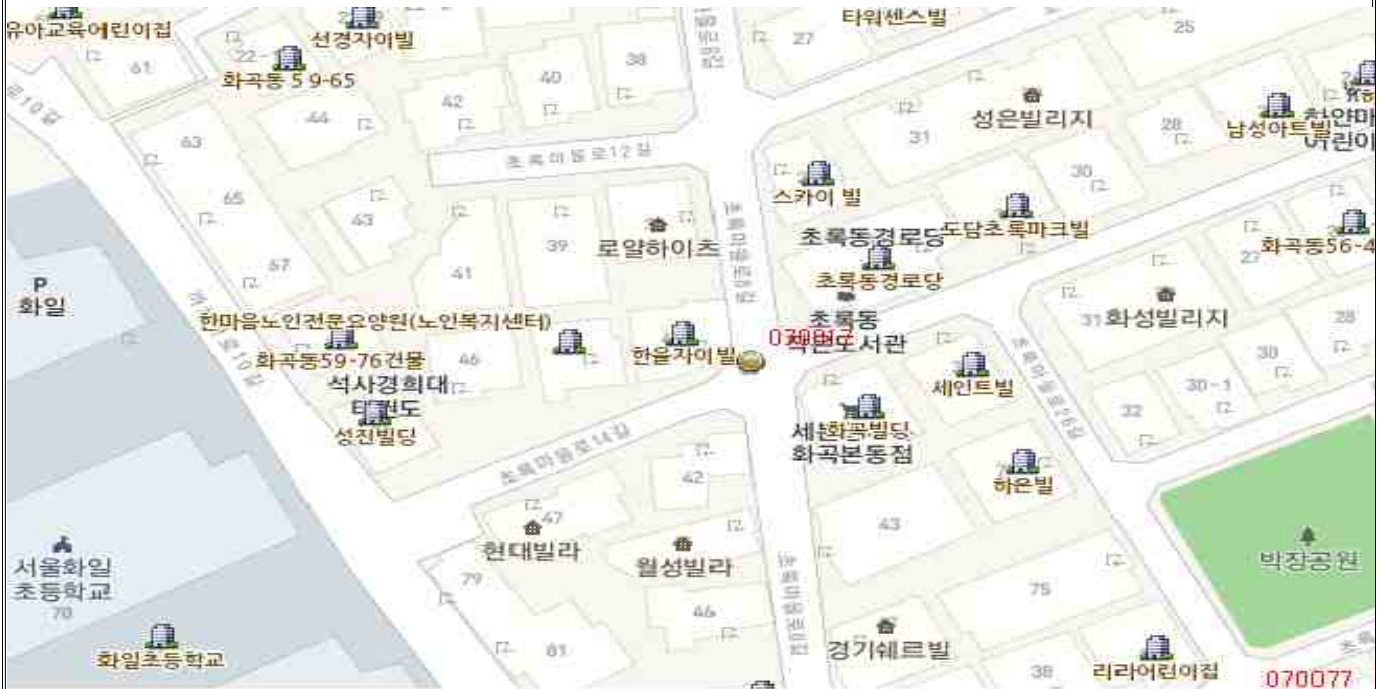 유아교육어린이집
선경자이빌
타워센스빌
27
25
61
화곡동 5 9-65
38
40
42
44
성은빌리지
31
28
남성아트빌
63
초록마을로12길
스카이 빌
30
65
43
39
41
로얄하이츠
초록동경로당
도담초록마크빌
초록동경로당
27
화곡동56-4
67
P
화일
한마음노인전문요양원(노인복지센터)
화곡동59-76건물
46
한울자이빌
초록동
31
화성빌리지
28
30
30-1
32
석사경희대
성진빌딩
세인트빌
화곡빌딩
화곡본동점
초록마을로14길
42
하은빌
43
47
현대빌라
월성빌라
79
46
81
75
박장공원
서울화일
초등학교
70
화일초등학교
경기쉐르빌
38
리라어린이집
070077